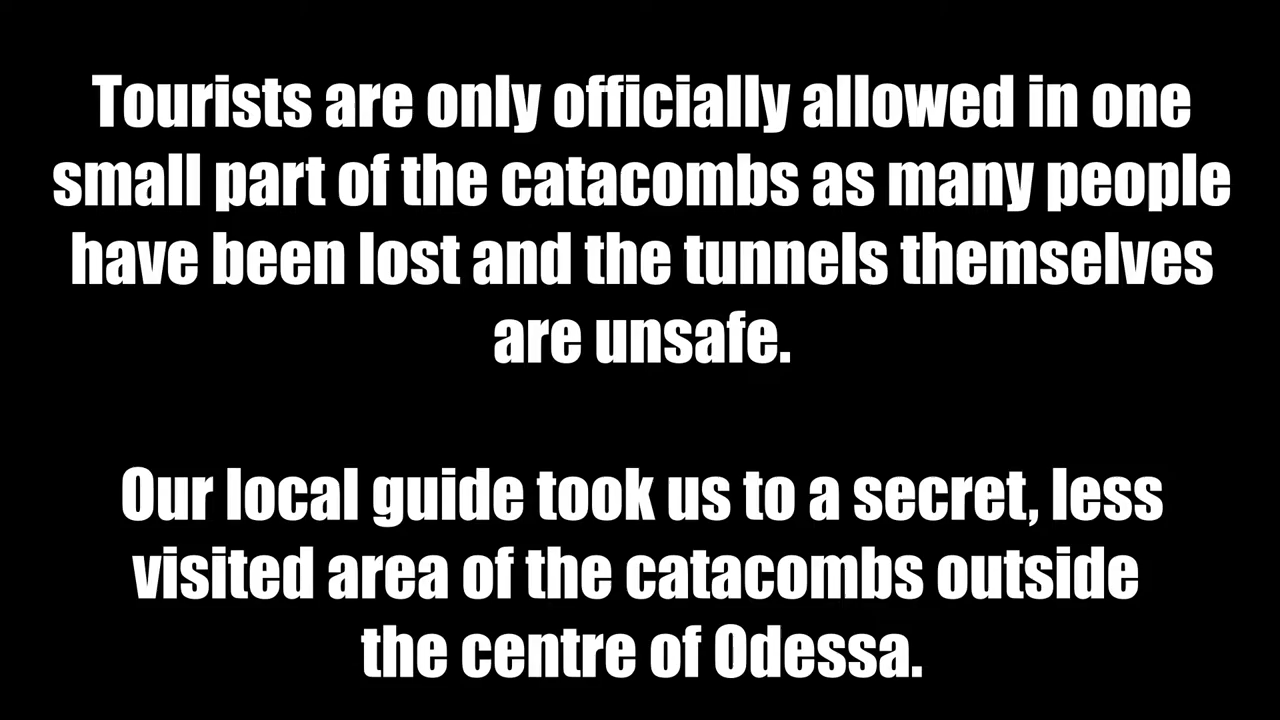 Tourists are only officially allowed in one
small part of the catacombs as many people
have been lost and the tunnels themselves
are unsafe.
Our local guide took us to a secret, less
visited area of the catacombs outside
the centre of Odessa.